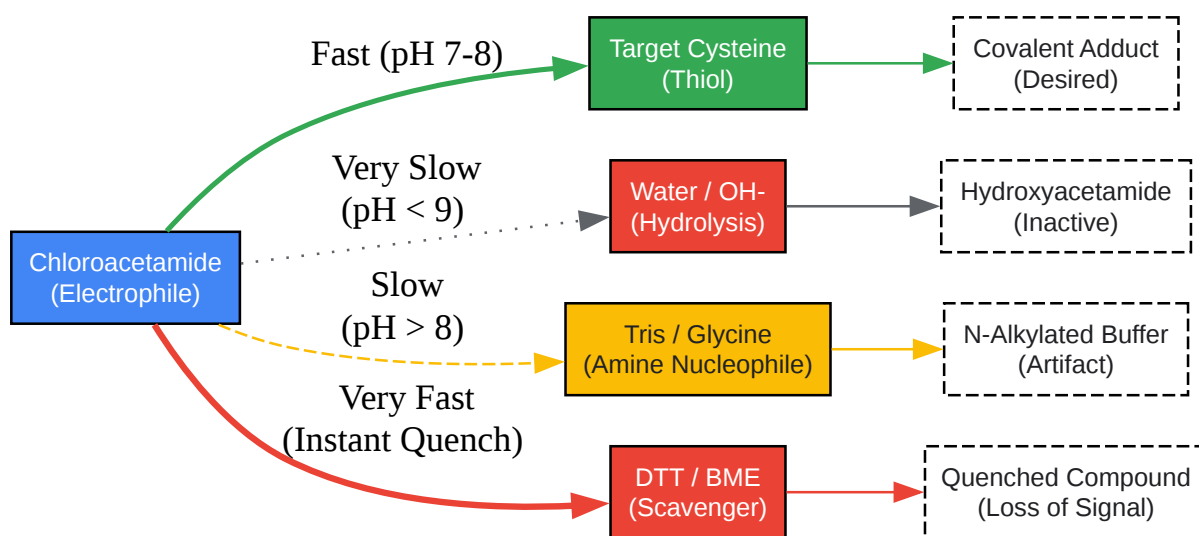 Fast (pH 7-8)
Target Cysteine
(Thiol)
Covalent Adduct
(Desired)
Very Slow
(pH < 9)
Water / OH-
(Hydrolysis)
Hydroxyacetamide
(Inactive)
Chloroacetamide
(Electrophile)
Slow
(pH > 8)
Tris / Glycine
(Amine Nucleophile)
N-Alkylated Buffer
(Artifact)
Very Fast
(Instant Quench)
DTT / BME
(Scavenger)
Quenched Compound
(Loss of Signal)